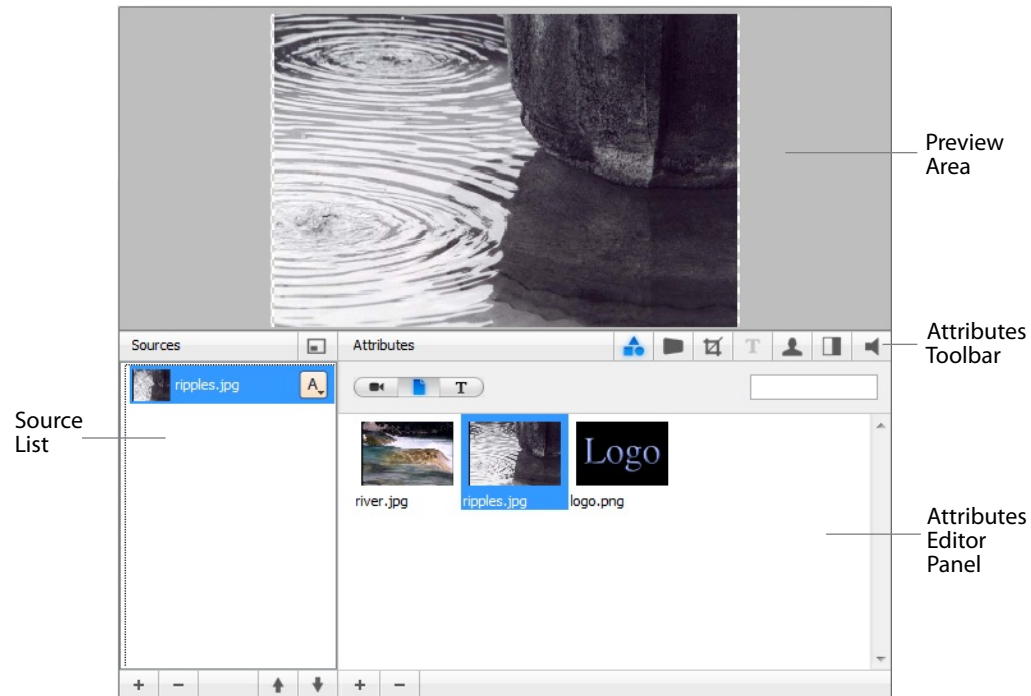 Preview
Area
Sources
Attributes
T
Attributes
Toolbar
ripples.jpg
A
T
Source
List
Logo
river.jpg
ripples.jpg
logo.png
Attributes
Editor
Panel